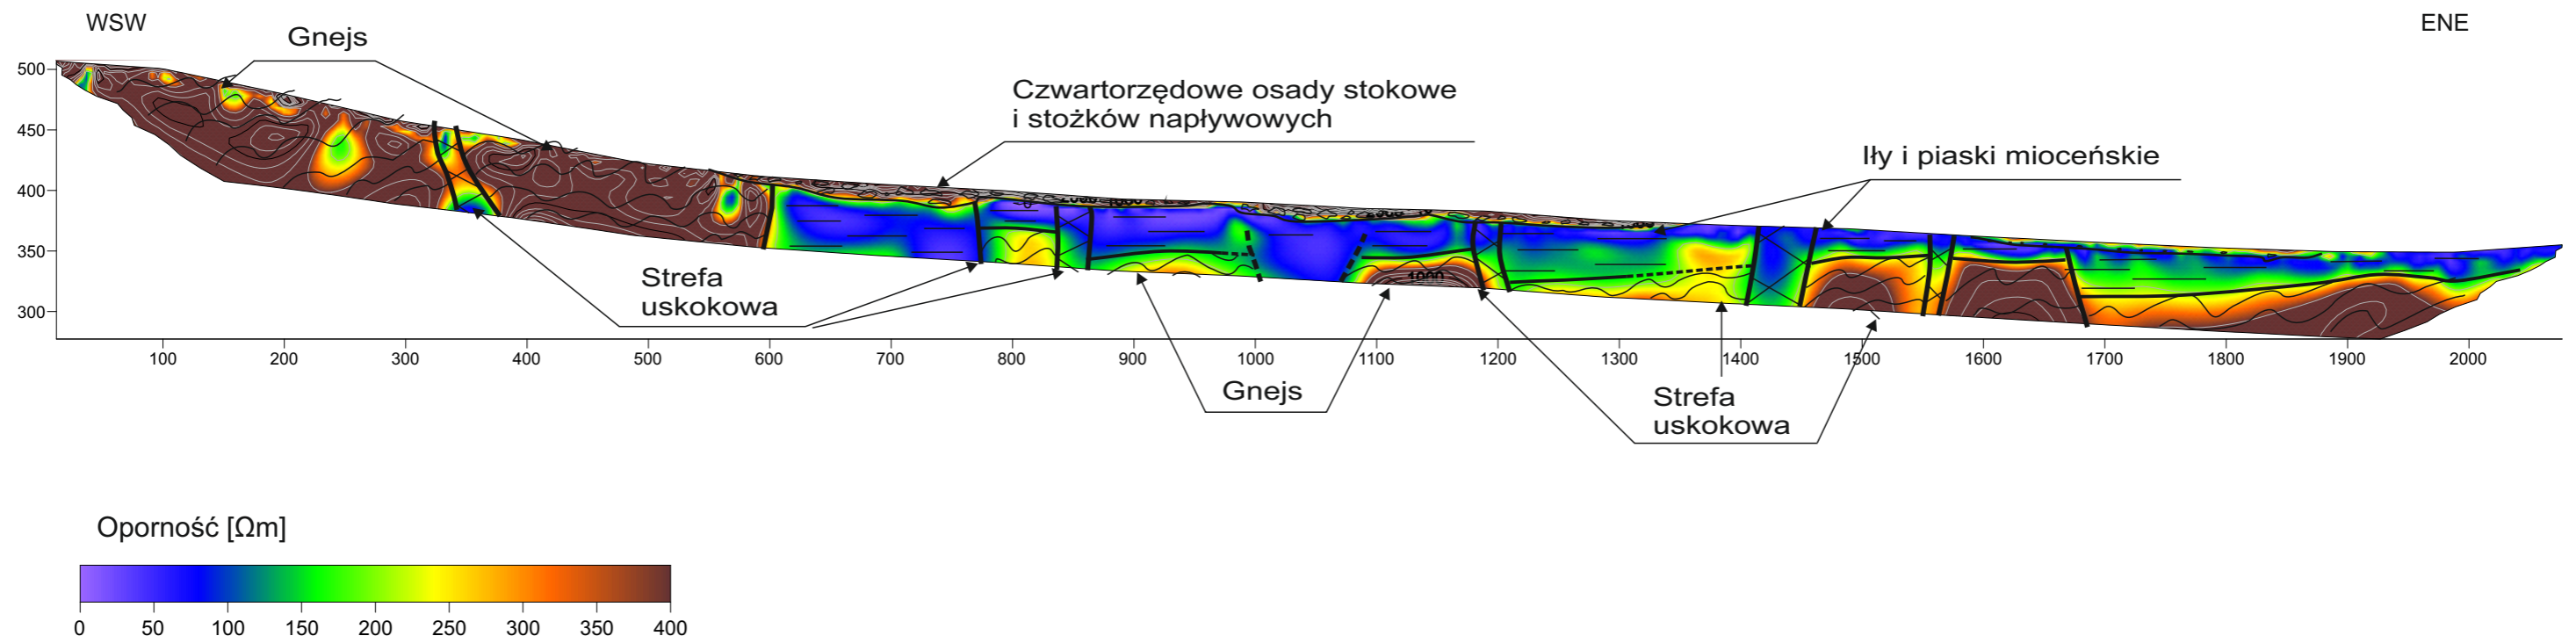 WSW
ENE
Gnejs
Czwartorzędowe osady stokowe
i stożków napływowych
Iły i piaski mioceńskie
500
450
400
350
300
1000
Strefa
uskokowa
100 200 300 400 500 600 700 800 900 1000 1100 1200 1300 1400 1500 1600 1700 1800 1900 2000
Gnejs
Strefa
uskokowa
Oporność [Ωm]
0 50 100 150 200 250 300 350 400